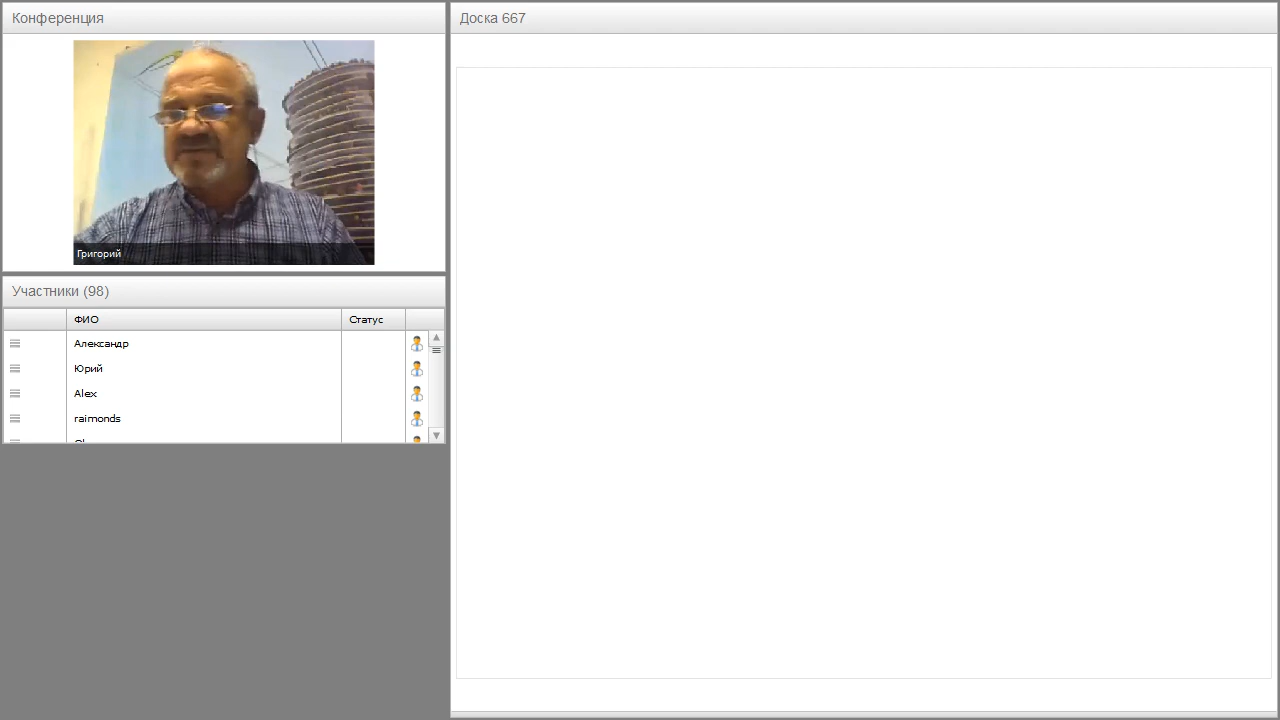 Конференция
Григорий
Участники (98)
ФИО Статус
Александр
Юрий
Alex
raimonds
Доска 667